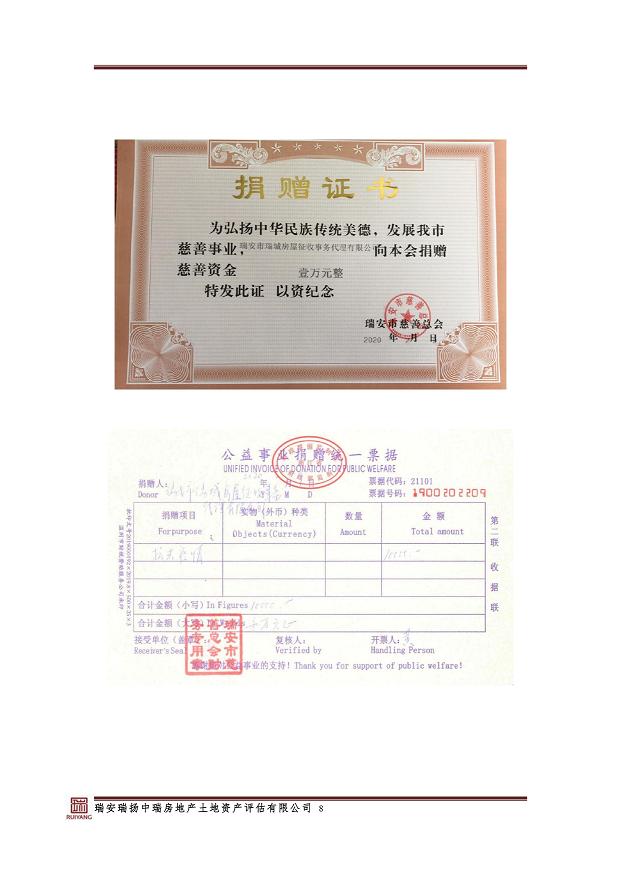 捐赠证书
为弘扬中华民族传统美德，发展我市
慈善事业，瑞安市瑞城房屋征收事务代理有限公司向本会捐赠
慈善资金 壹万元整
特发此证 以资纪念
瑞安市慈善总会
2020 年 月 日
公益事业捐赠统一票据
UNIFIED INVOICE OF DONATION FOR PUBLIC WELFARE
捐赠人： 年 月 日 票据代码：21101
Donor Y M D 票据号码：1900202209
捐赠项目 实物（外币）种类 数量 金 额
Forpurpose Material Objects(Currency) Amount Total amount
合计金额（小写）In Figures
合计金额（大写）
接受单位（盖章）： 复核人： 开票人：
Receiver's Seal Verified by Handling Person
事业的支持！Thank you for support of public welfare!
第二联 收据联
瑞安瑞扬中瑞房地产土地资产评估有限公司 8
RUIYANG